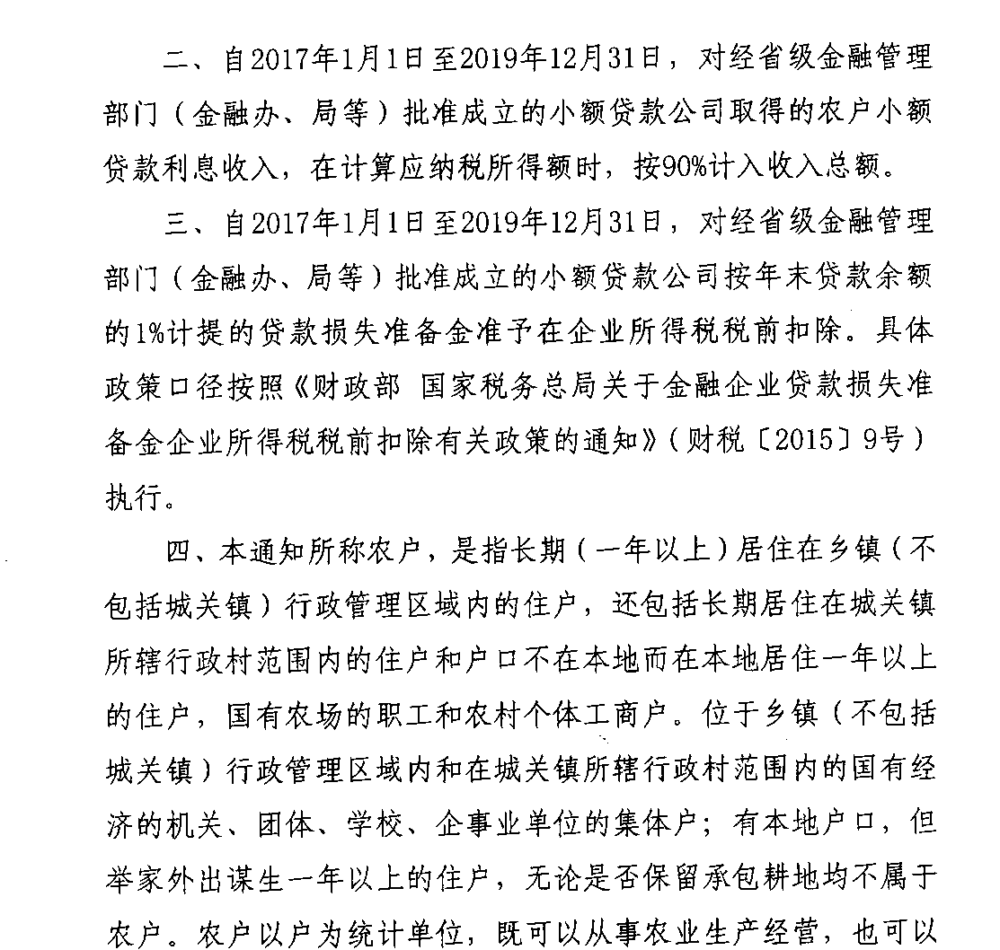 二、自2017年1月1日至2019年12月31日，对经省级金融管理
部门（金融办、局等）批准成立的小额贷款公司取得的农户小额
贷款利息收入，在计算应纳税所得额时，按90%计入收入总额。
三、自2017年1月1日至2019年12月31日，对经省级金融管理
部门（金融办、局等）批准成立的小额贷款公司按年末贷款余额
的1%计提的贷款损失准备金准予在企业所得税税前扣除。具体
政策口径按照《财政部 国家税务总局关于金融企业贷款损失准
备金企业所得税税前扣除有关政策的通知》（财税〔2015〕9号）
执行。
四、本通知所称农户，是指长期（一年以上）居住在乡镇（不
包括城关镇）行政管理区域内的住户，还包括长期居住在城关镇
所辖行政村范围内的住户和户口不在本地而在本地居住一年以上
的住户，国有农场的职工和农村个体工商户。位于乡镇（不包括
城关镇）行政管理区域内和在城关镇所辖行政村范围内的国有经
济的机关、团体、学校、企事业单位的集体户；有本地户口，但
举家外出谋生一年以上的住户，无论是否保留承包耕地均不属于
农户。农户以户为统计单位，既可以从事农业生产经营，也可以